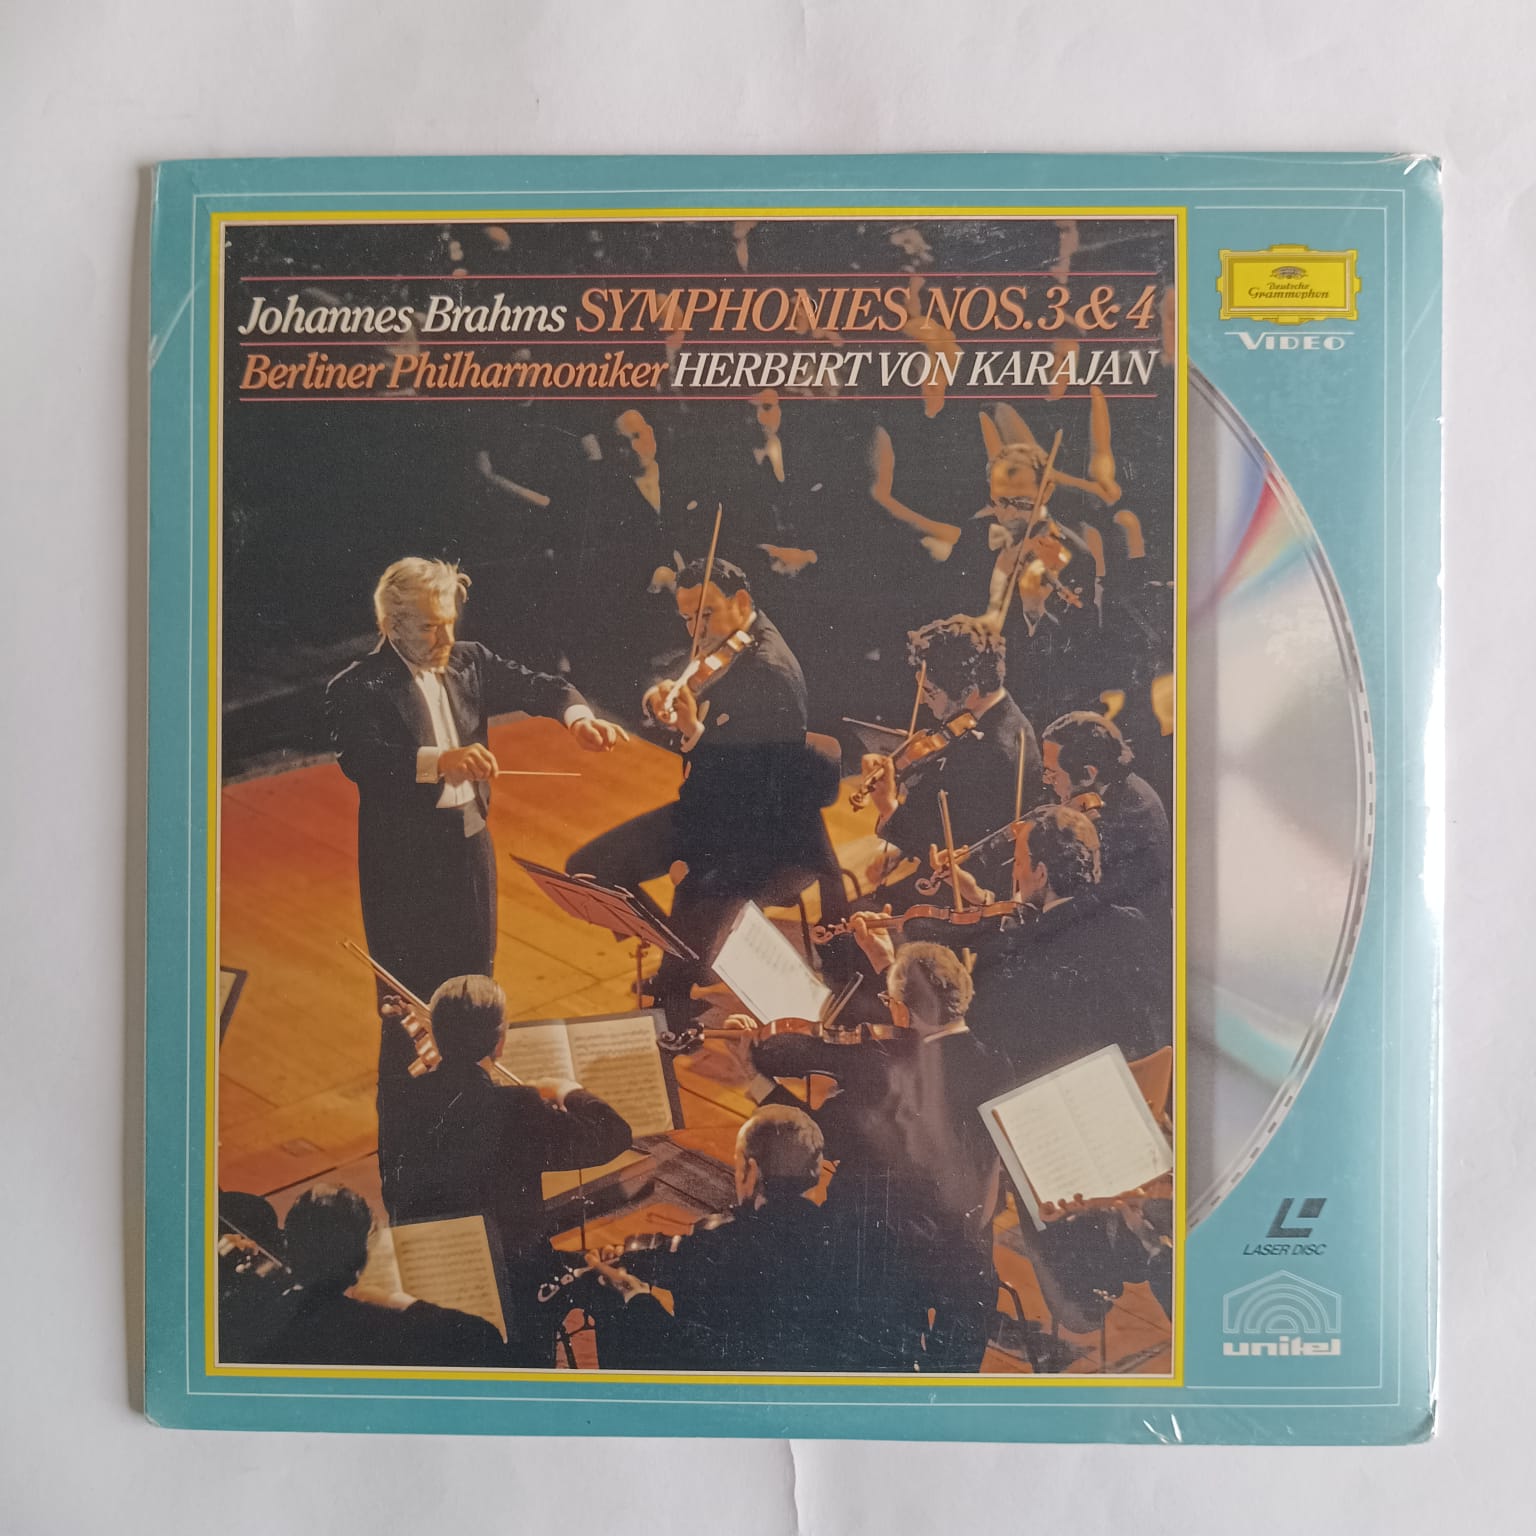 Johannes Brahms SYMPHONIES NOS. 3 & 4
Berliner Philharmoniker HERBERT VON KARAJAN
Deutsche
Grammophon
VIDEO
LASER DISC
unitel